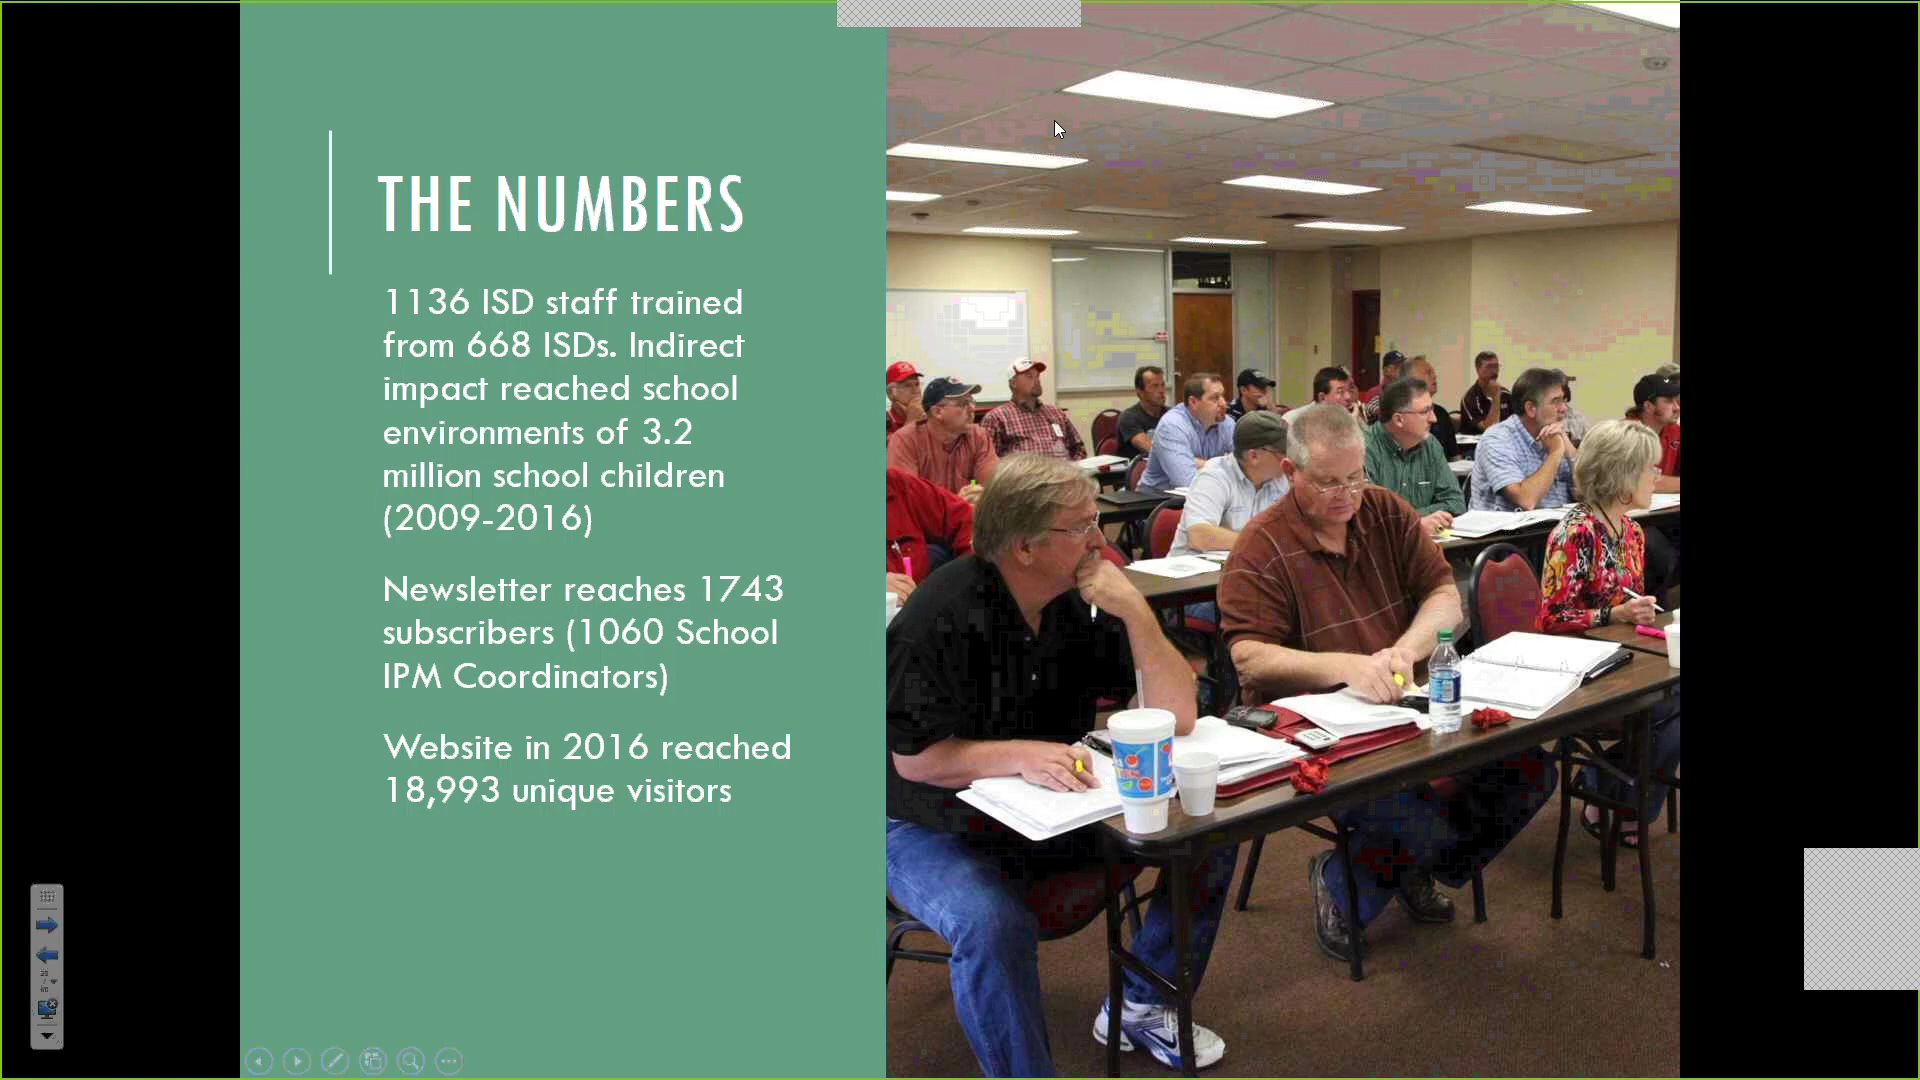 THE NUMBERS
1136 ISD staff trained
from 668 ISDs. Indirect
impact reached school
environments of 3.2
million school children
(2009-2016)
Newsletter reaches 1743
subscribers (1060 School
IPM Coordinators)
Website in 2016 reached
18,993 unique visitors